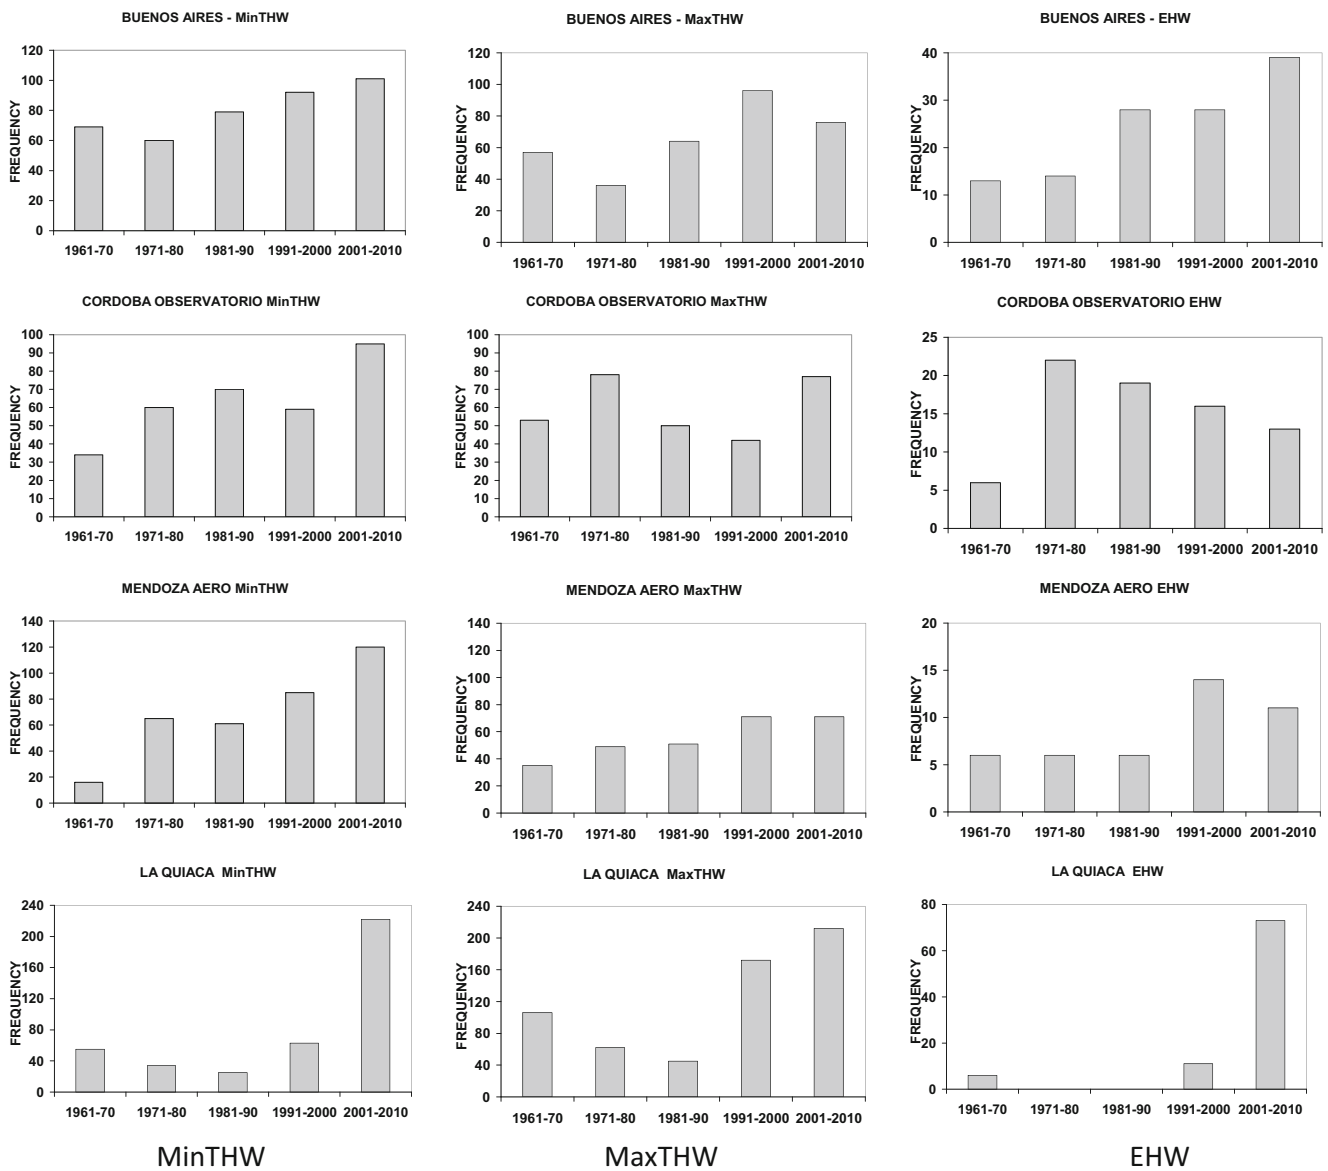 BUENOS AIRES - MinTHW
FREQUENCY
120
100
80
60
40
20
0
1961-70 1971-80 1981-90 1991-2000 2001-2010
BUENOS AIRES - MaxTHW
FREQUENCY
120
100
80
60
40
20
0
1961-70 1971-80 1981-90 1991-2000 2001-2010
BUENOS AIRES - EHW
FREQUENCY
40
30
20
10
0
1961-70 1971-80 1981-90 1991-2000 2001-2010
CORDOBA OBSERVATORIO MinTHW
FREQUENCY
100
90
80
70
60
50
40
30
20
10
0
1961-70 1971-80 1981-90 1991-2000 2001-2010
CORDOBA OBSERVATORIO MaxTHW
FREQUENCY
100
90
80
70
60
50
40
30
20
10
0
1961-70 1971-80 1981-90 1991-2000 2001-2010
CORDOBA OBSERVATORIO EHW
FREQUENCY
25
20
15
10
5
0
1961-70 1971-80 1981-90 1991-2000 2001-2010
MENDOZA AERO MinTHW
FREQUENCY
140
120
100
80
60
40
20
0
1961-70 1971-80 1981-90 1991-2000 2001-2010
MENDOZA AERO MaxTHW
FREQUENCY
140
120
100
80
60
40
20
0
1961-70 1971-80 1981-90 1991-2000 2001-2010
MENDOZA AERO EHW
FREQUENCY
20
15
10
5
0
1961-70 1971-80 1981-90 1991-2000 2001-2010
LA QUIACA MinTHW
FREQUENCY
240
200
160
120
80
40
0
1961-70 1971-80 1981-90 1991-2000 2001-2010
LA QUIACA MaxTHW
FREQUENCY
240
200
160
120
80
40
0
1961-70 1971-80 1981-90 1991-2000 2001-2010
LA QUIACA EHW
FREQUENCY
80
60
40
20
0
1961-70 1971-80 1981-90 1991-2000 2001-2010
MinTHW
MaxTHW
EHW